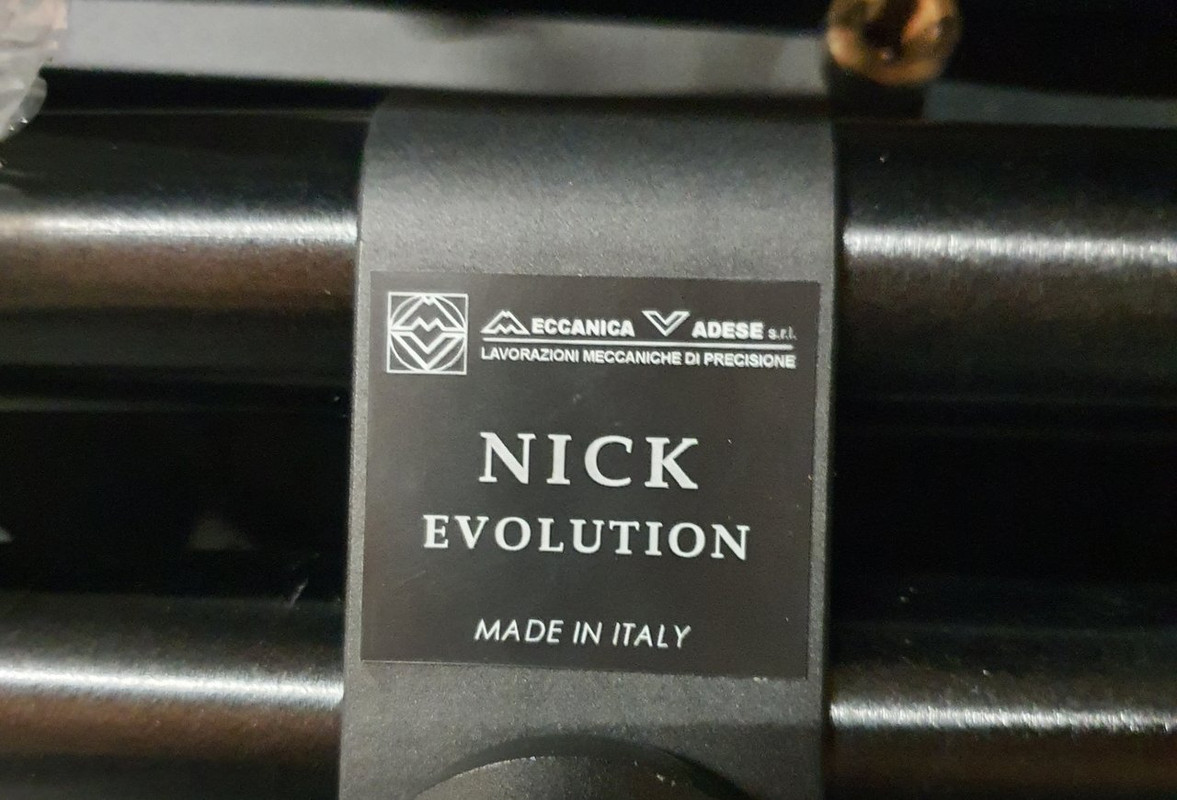 MECCANICA VADESE s.r.l.
LAVORAZIONI MECCANICHE DI PRECISIONE
NICK
EVOLUTION
MADE IN ITALY